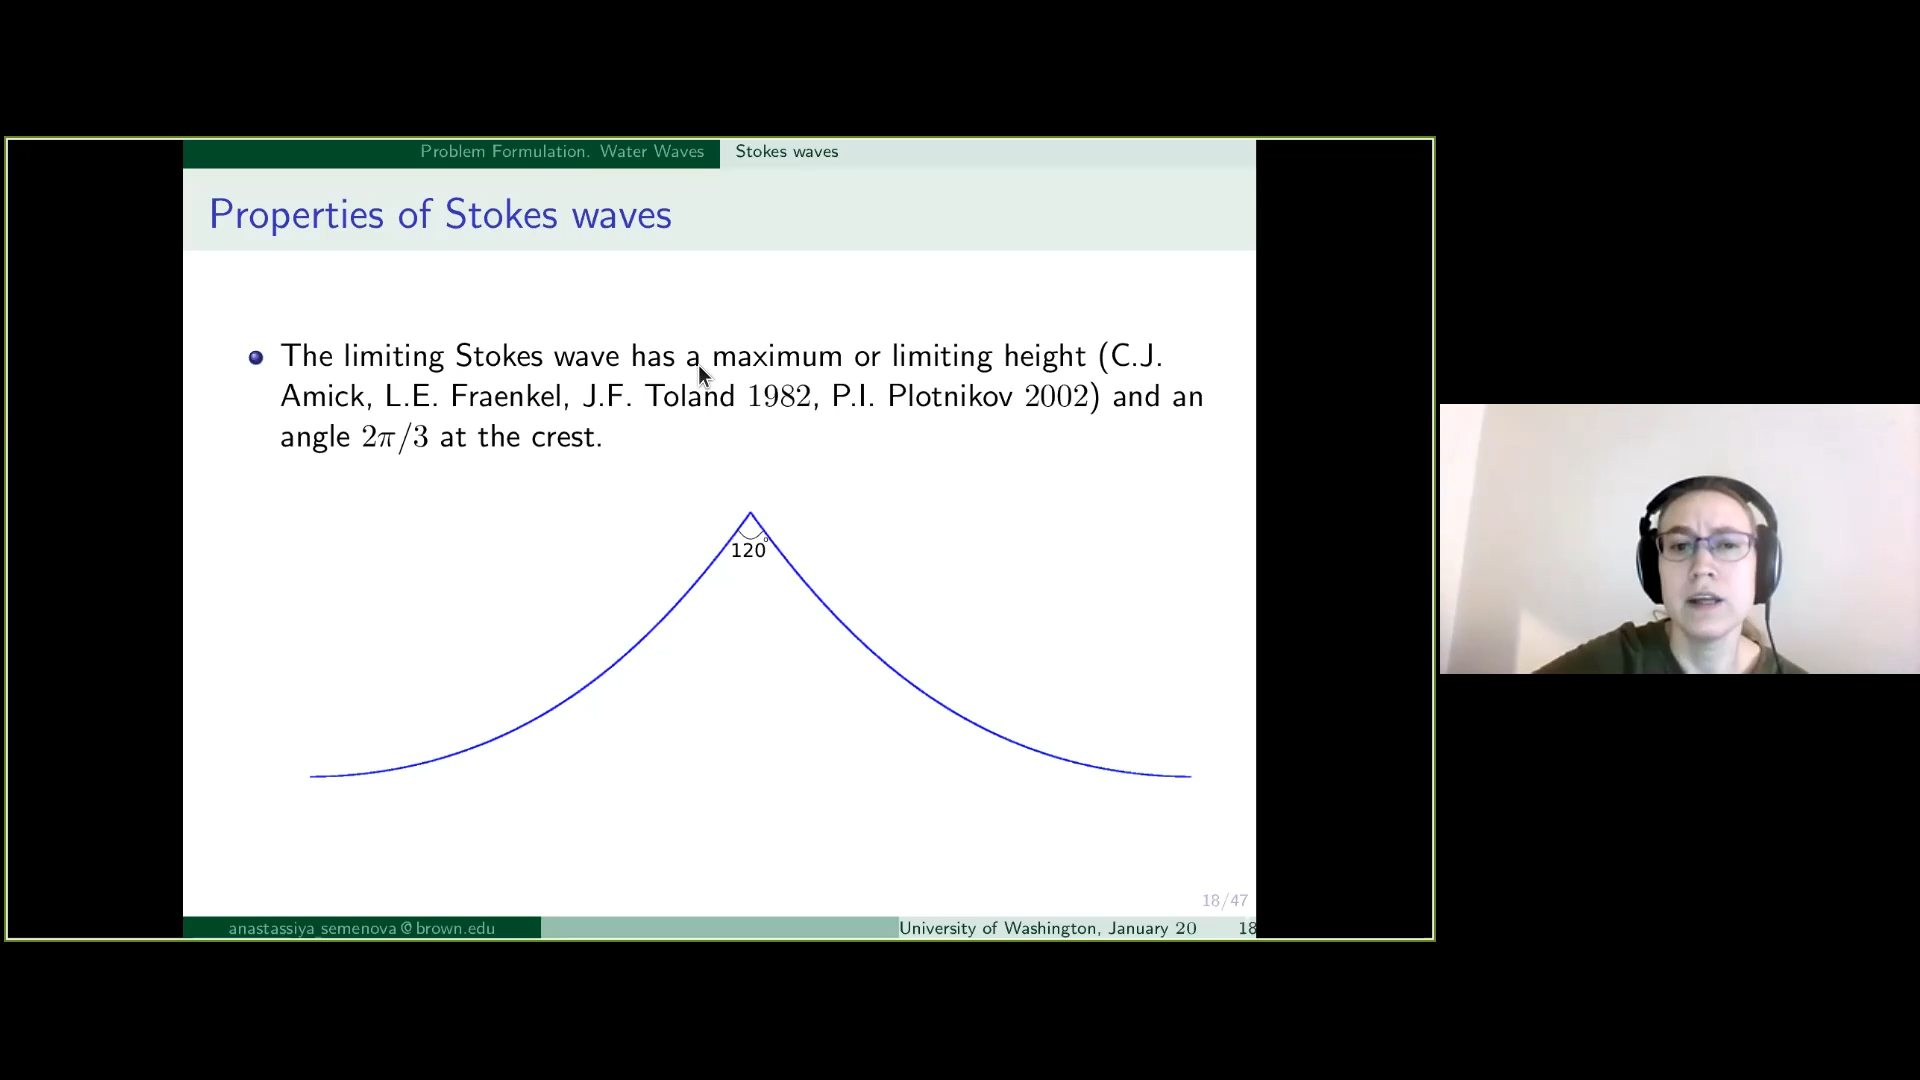 Problem Formulation. Water Waves Stokes waves
Properties of Stokes waves
The limiting Stokes wave has a maximum or limiting height (C.J.
Amick, L.E. Fraenkel, J.F. Toland 1982, P.I. Plotnikov 2002) and an
angle 2π/3 at the crest.
120°
18/47
anastassiya_semenova@brown.edu University of Washington, January 20 18